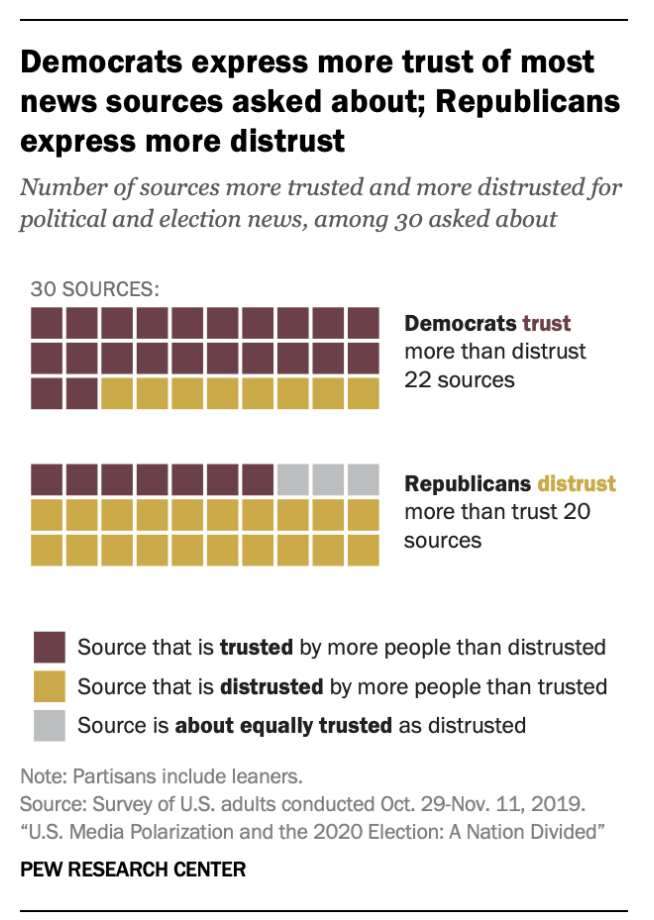 Democrats express more trust of most
news sources asked about; Republicans
express more distrust
Number of sources more trusted and more distrusted for
political and election news, among 30 asked about
30 SOURCES:
Democrats trust
more than distrust
22 sources
Republicans distrust
more than trust 20
sources
Source that is trusted by more people than distrusted
Source that is distrusted by more people than trusted
Source is about equally trusted as distrusted
Note: Partisans include leaners.
Source: Survey of U.S. adults conducted Oct. 29-Nov. 11, 2019.
“U.S. Media Polarization and the 2020 Election: A Nation Divided”
PEW RESEARCH CENTER